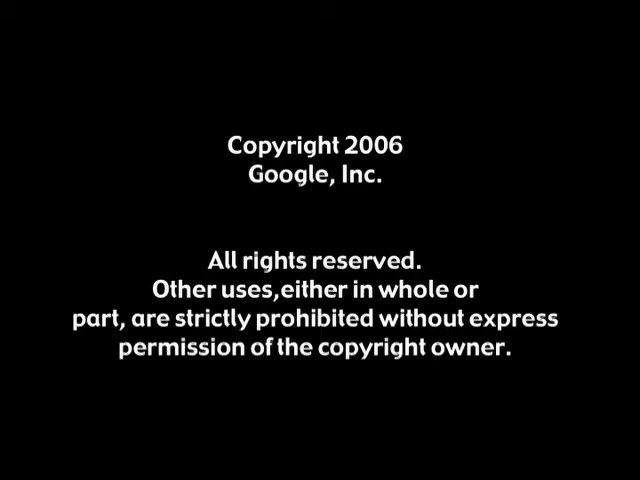 Copyright 2006
Google, Inc.
All rights reserved.
Other uses,either in whole or
part, are strictly prohibited without express
permission of the copyright owner.